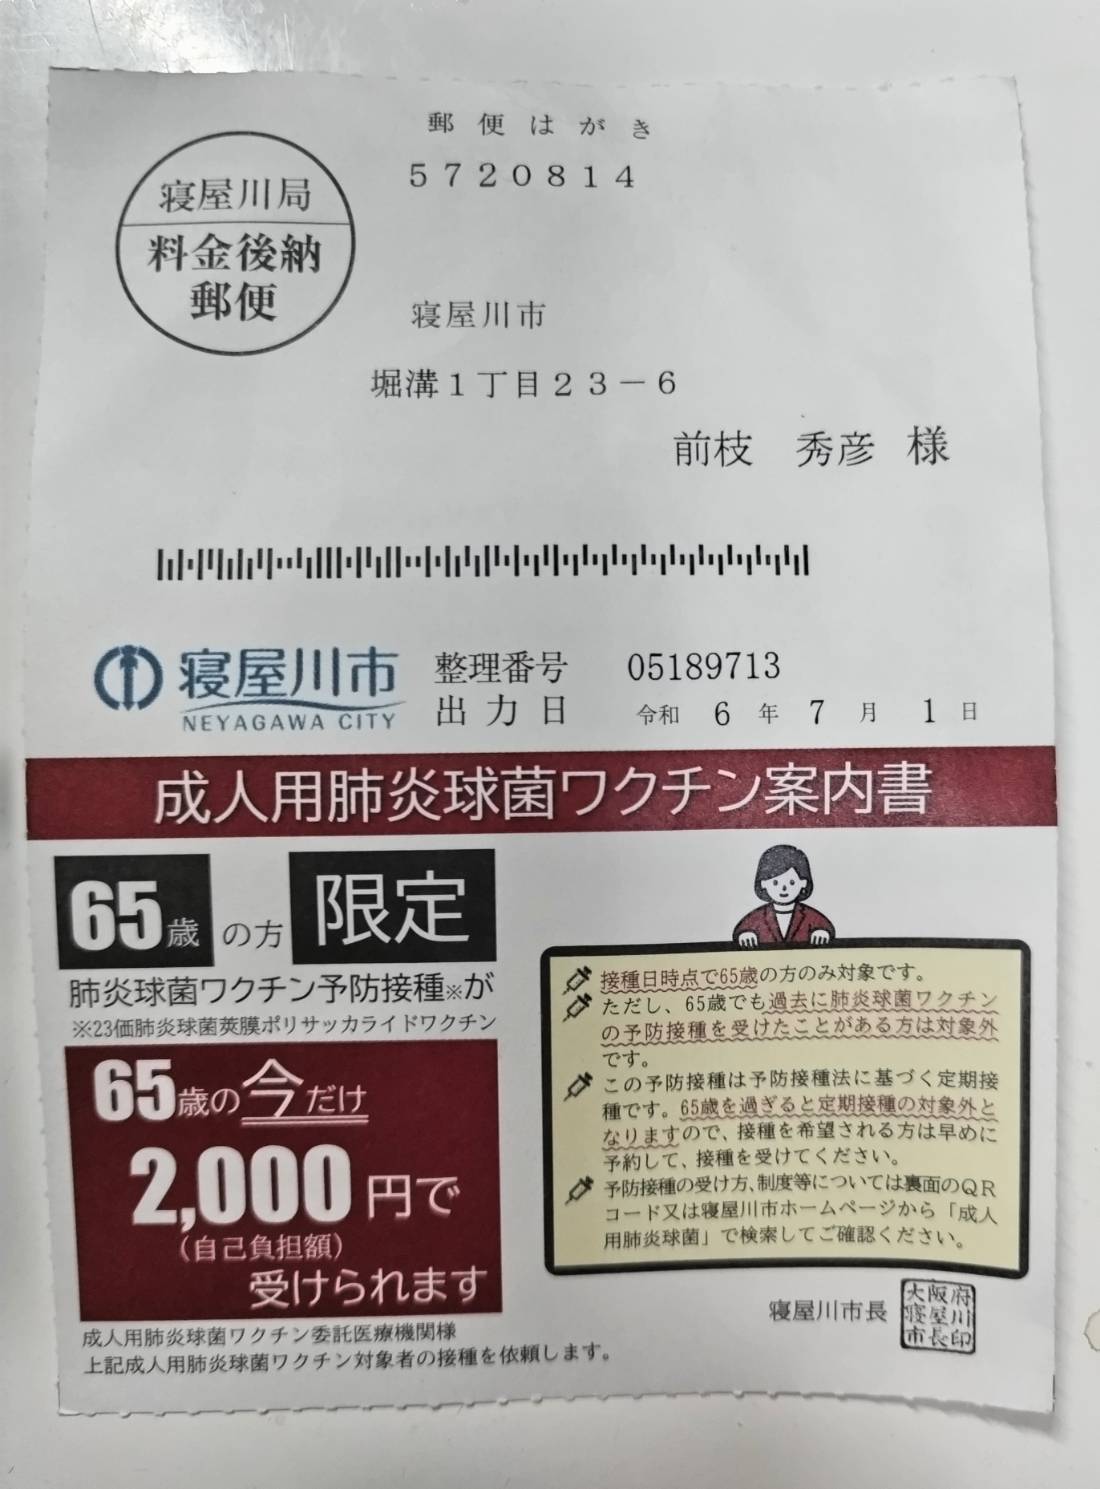 郵便はがき
5720814
寝屋川局
料金後納
郵便
寝屋川市
堀溝1丁目23-6
前枝 秀彦 様
寝屋川市
NEYAGAWA CITY
整理番号 05189713
出力日 令和 6 年 7 月 1 日
成人用肺炎球菌ワクチン案内書
65歳の方限定
肺炎球菌ワクチン予防接種※が
※23価肺炎球菌莢膜ポリサッカライドワクチン
65歳の今だけ
2,000円で
(自己負担額)
受けられます
成人用肺炎球菌ワクチン委託医療機関様
上記成人用肺炎球菌ワクチン対象者の接種を依頼します。
接種日時点で65歳の方のみ対象です。
ただし、65歳でも過去に肺炎球菌ワクチン
の予防接種を受けたことがある方は対象外
です。
この予防接種は予防接種法に基づく定期接
種です。65歳を過ぎると定期接種の対象外と
なりますので、接種を希望される方は早めに
予約して、接種を受けてください。
予防接種の受け方、制度等については裏面のQR
コード又は寝屋川市ホームページから「成人
用肺炎球菌」で検索してご確認ください。
寝屋川市長
大阪府
寝屋川
市長印